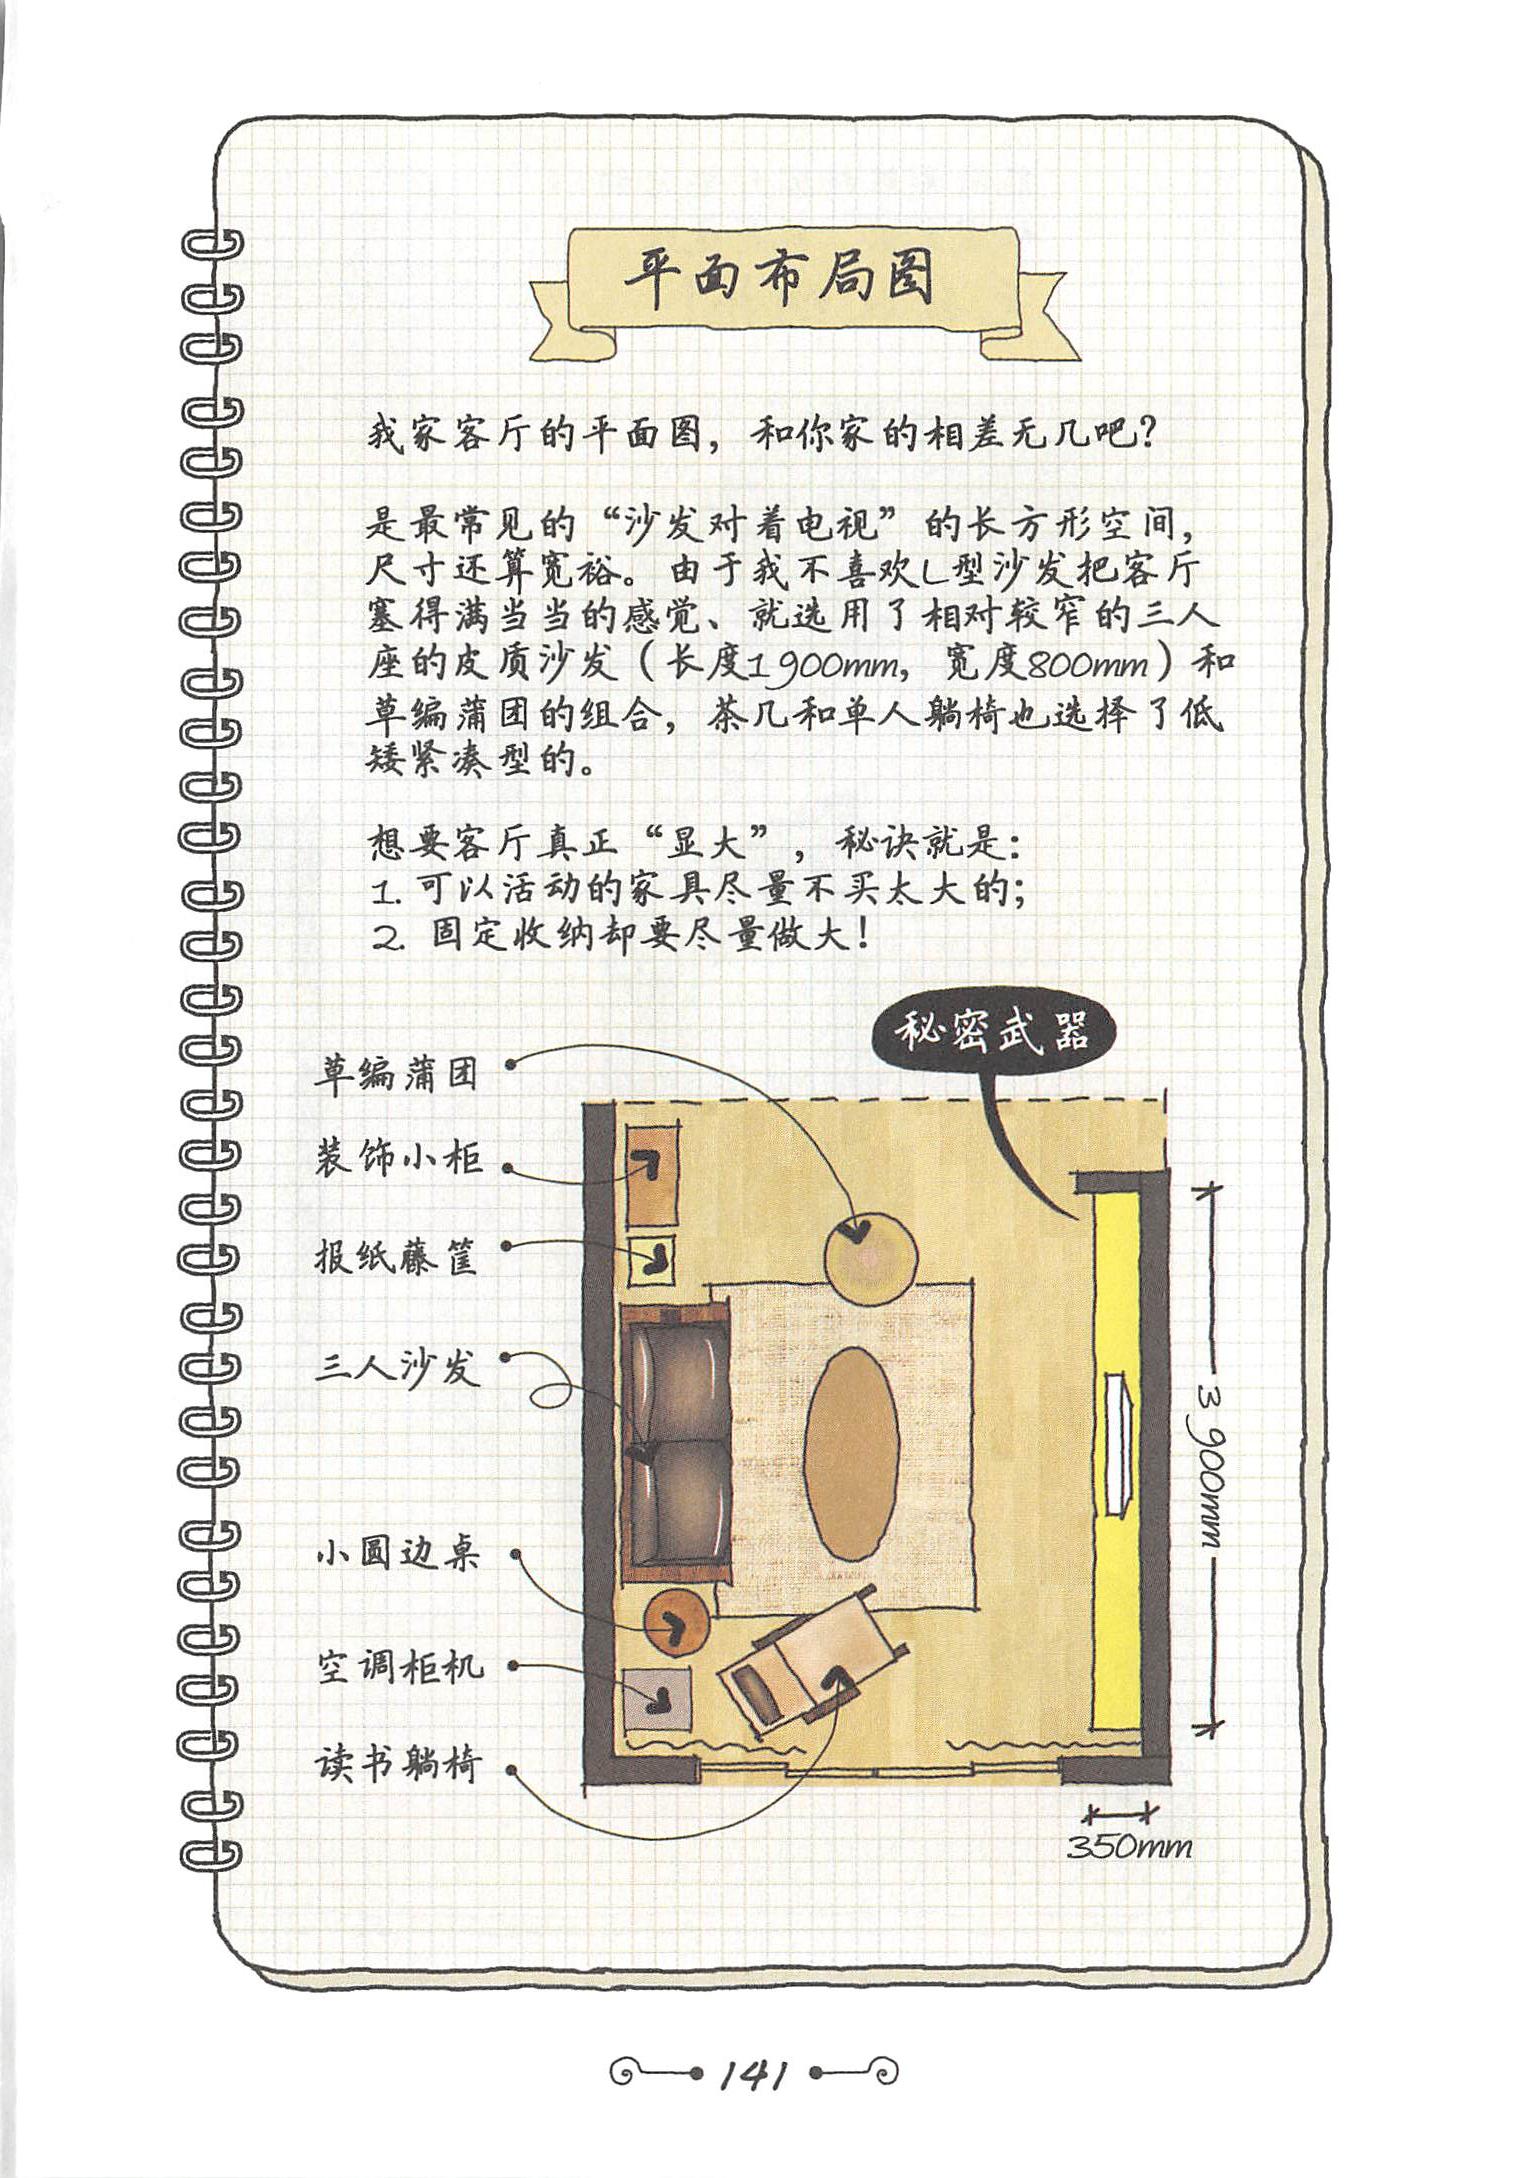 平面布局图
我家客厅的平面图，和你家的相差无几吧？
是最常见的“沙发对着电视”的长方形空间，
尺寸还算宽裕。由于我不喜欢L型沙发把客厅
塞得满当当的感觉、就选用了相对较窄的三人
座的皮质沙发（长度1900mm，宽度800mm）和
草编蒲团的组合，茶几和单人躺椅也选择了低
矮紧凑型的。
想要客厅真正“显大”，秘诀就是：
1. 可以活动的家具尽量不买太大的；
2. 固定收纳却要尽量做大！
秘密武器
草编蒲团
装饰小柜
报纸藤筐
三人沙发
小圆边桌
空调柜机
读书躺椅
3900mm
350mm
141